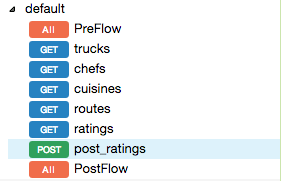 default
All PreFlow
GET trucks
GET chefs
GET cuisines
GET routes
GET ratings
POST post_ratings
All PostFlow